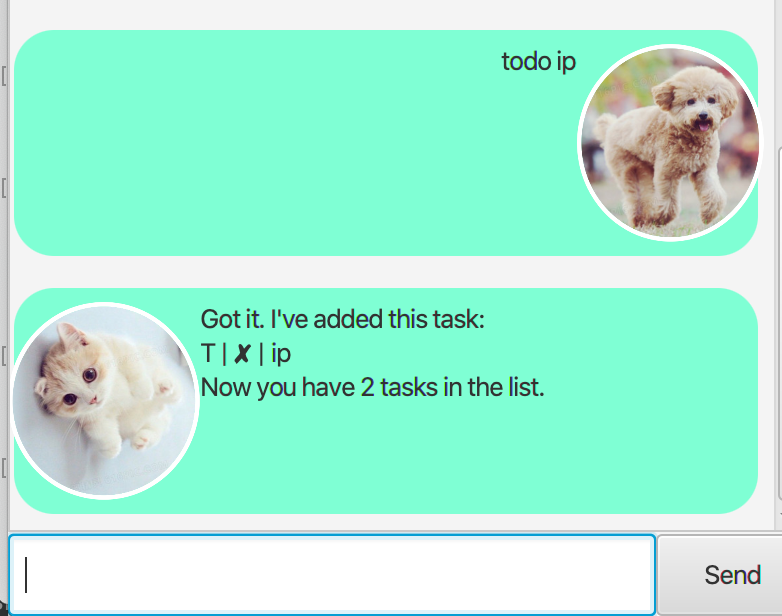 todo ip
Got it. I've added this task:
T | ✘ | ip
Now you have 2 tasks in the list.
Send